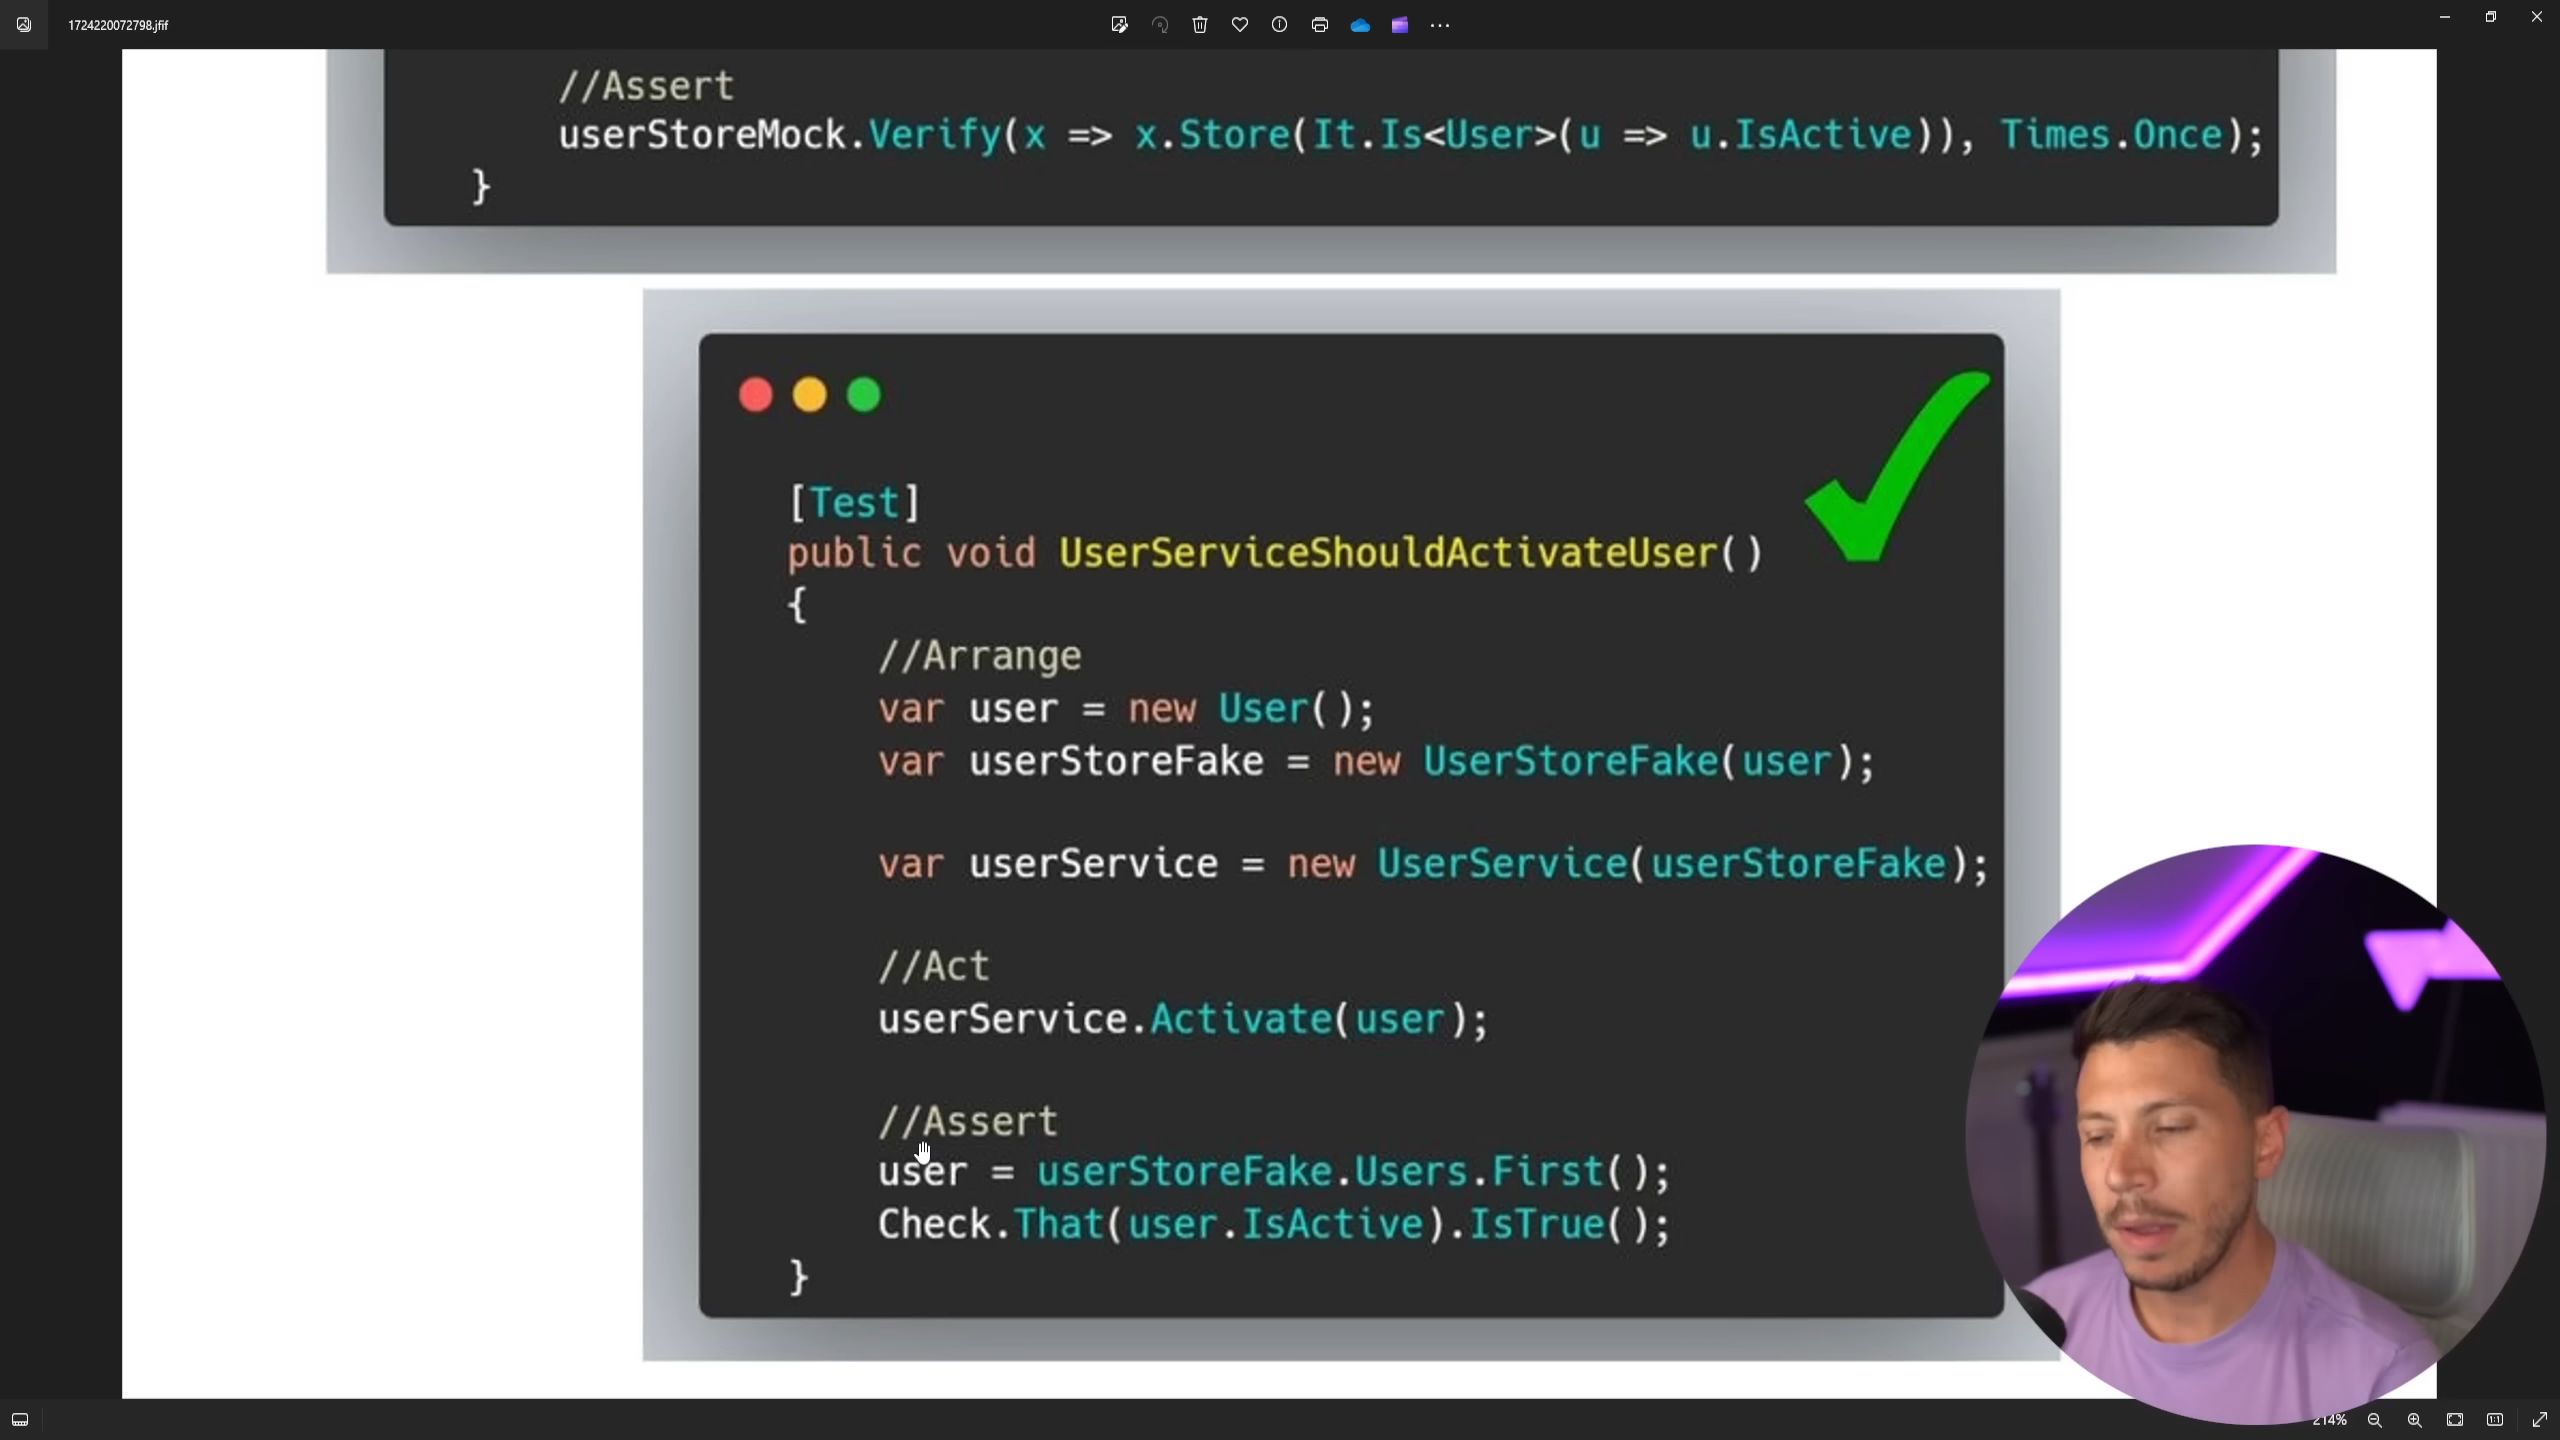 1724220072798.jfif
//Assert
userStoreMock.Verify(x => x.Store(It.Is<User>(u => u.IsActive)), Times.Once);
}
[Test]
public void UserServiceShouldActivateUser()
{
//Arrange
var user = new User();
var userStoreFake = new UserStoreFake(user);
var userService = new UserService(userStoreFake);
//Act
userService.Activate(user);
//Assert
user = userStoreFake.Users.First();
Check.That(user.IsActive).IsTrue();
}
214%